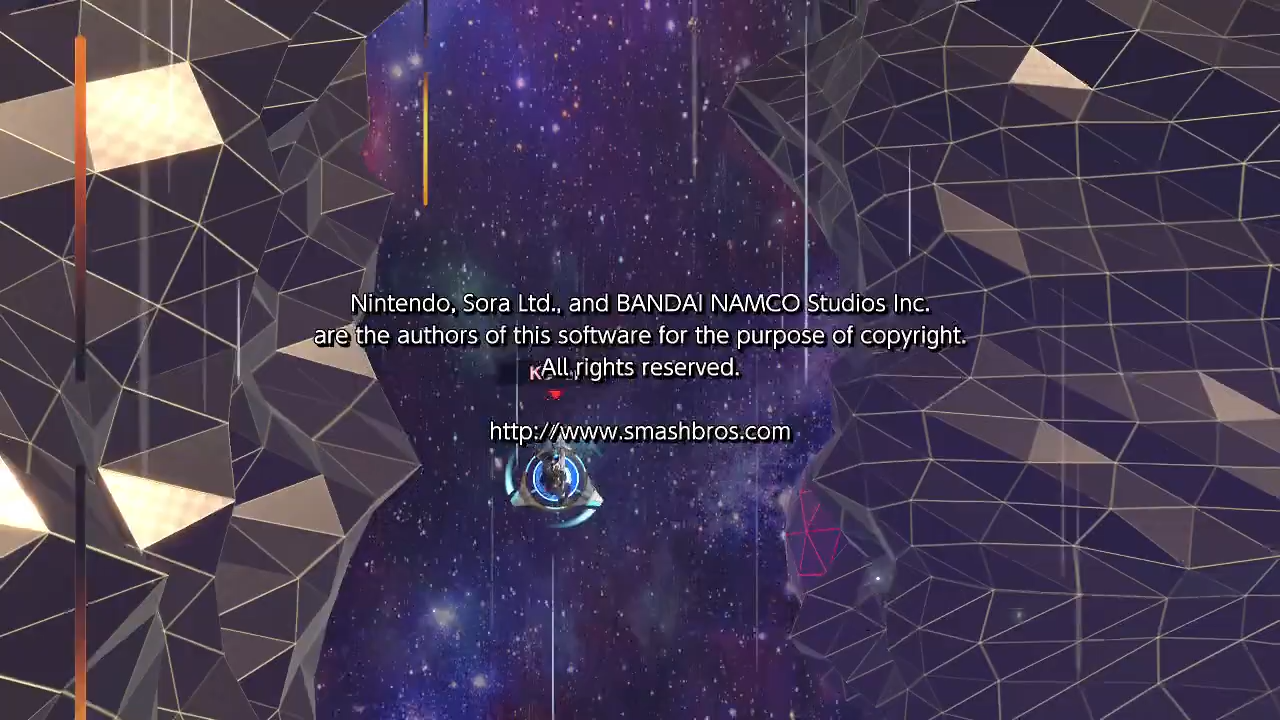 Nintendo, Sora Ltd., and BANDAI NAMCO Studios Inc.
are the authors of this software for the purpose of copyright.
All rights reserved.
http://www.smashbros.com